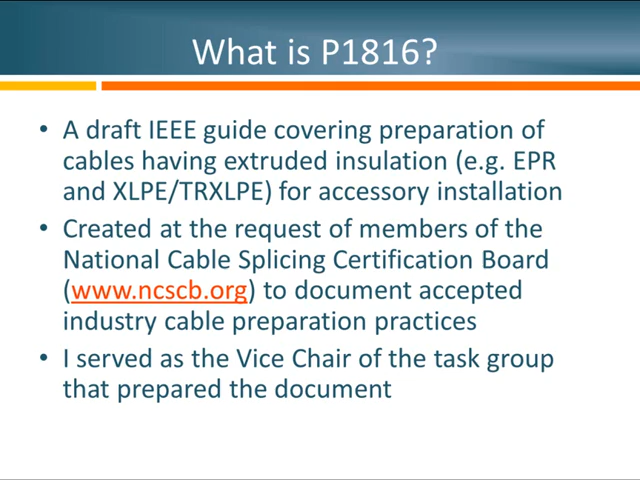 What is P1816?
• A draft IEEE guide covering preparation of
cables having extruded insulation (e.g. EPR
and XLPE/TRXLPE) for accessory installation
• Created at the request of members of the
National Cable Splicing Certification Board
(www.ncscb.org) to document accepted
industry cable preparation practices
• I served as the Vice Chair of the task group
that prepared the document